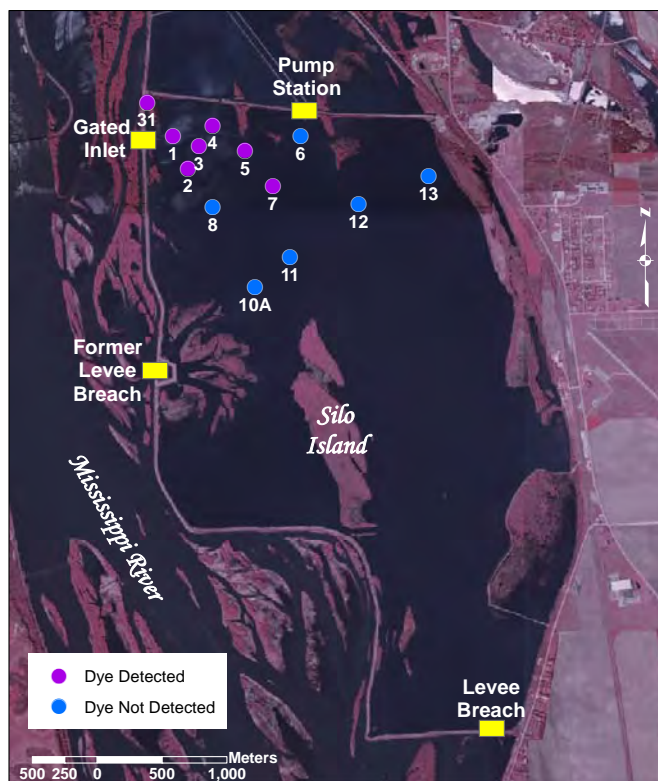 Pump
Station
31
Gated
Inlet
1
3
4
5
6
2
7
13
8
12
11
10A
Former
Levee
Breach
Silo
Island
Mississippi River
N
Dye Detected
Dye Not Detected
Levee
Breach
500 250 0 500 1,000
Meters